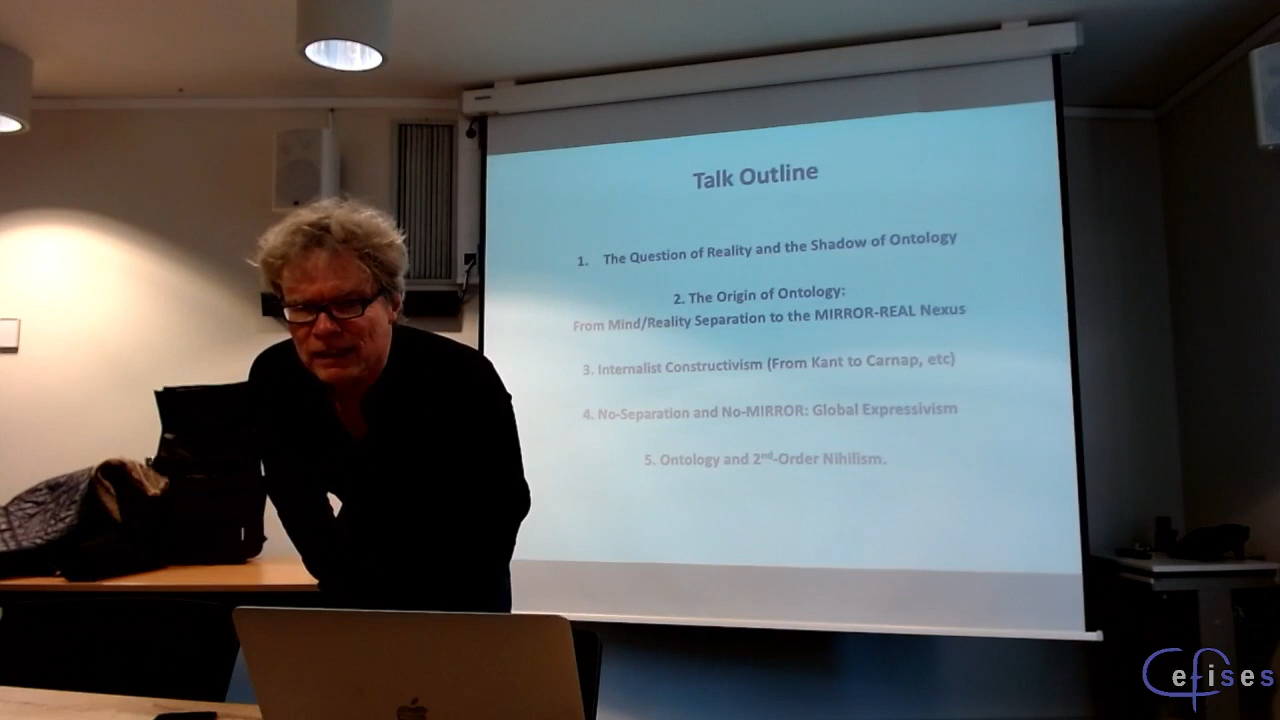 Talk Outline
1. The Question of Reality and the Shadow of Ontology
2. The Origin of Ontology:
From Mind/Reality Separation to the MIRROR-REAL Nexus
3. Internalist Constructivism (From Kant to Carnap, etc)
4. No-Separation and No-MIRROR: Global Expressivism
5. Ontology and 2nd-Order Nihilism.
Cefises